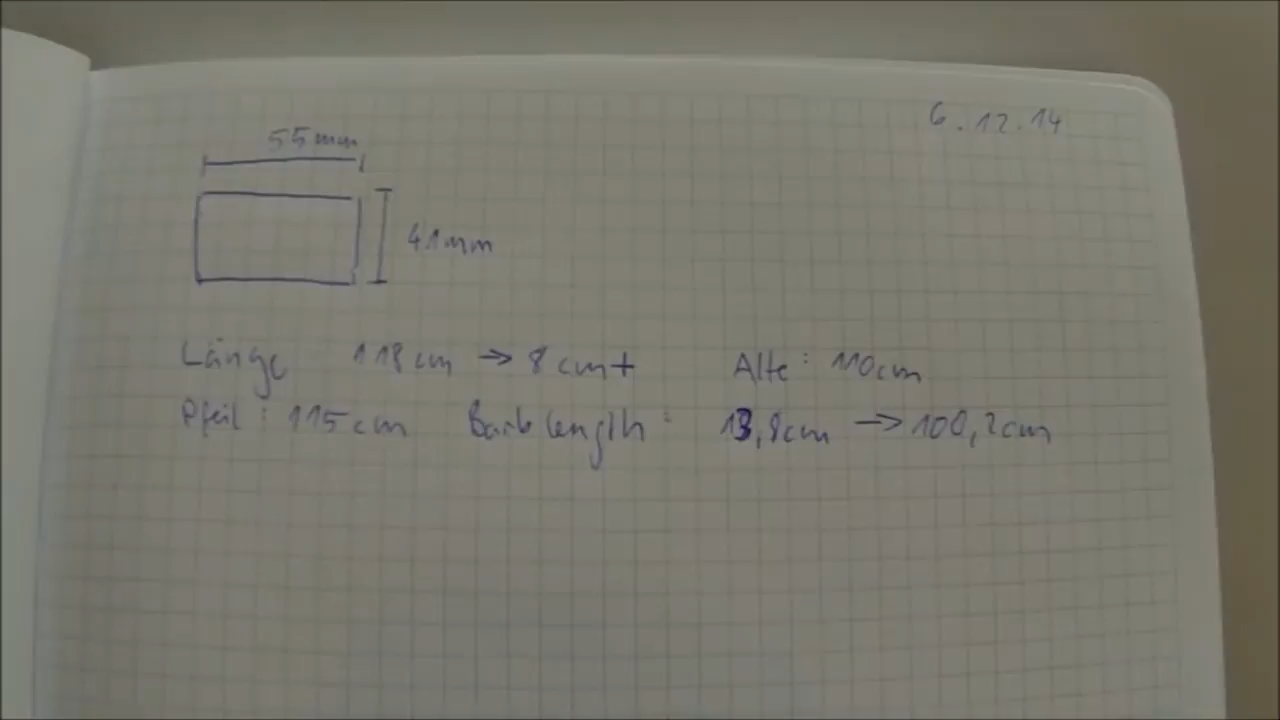 6.12.14
55mm
41mm
Länge 118cm → 8cm+ Alte: 110cm
Pfeil: 115cm Back length: 13,8cm → 100,2cm